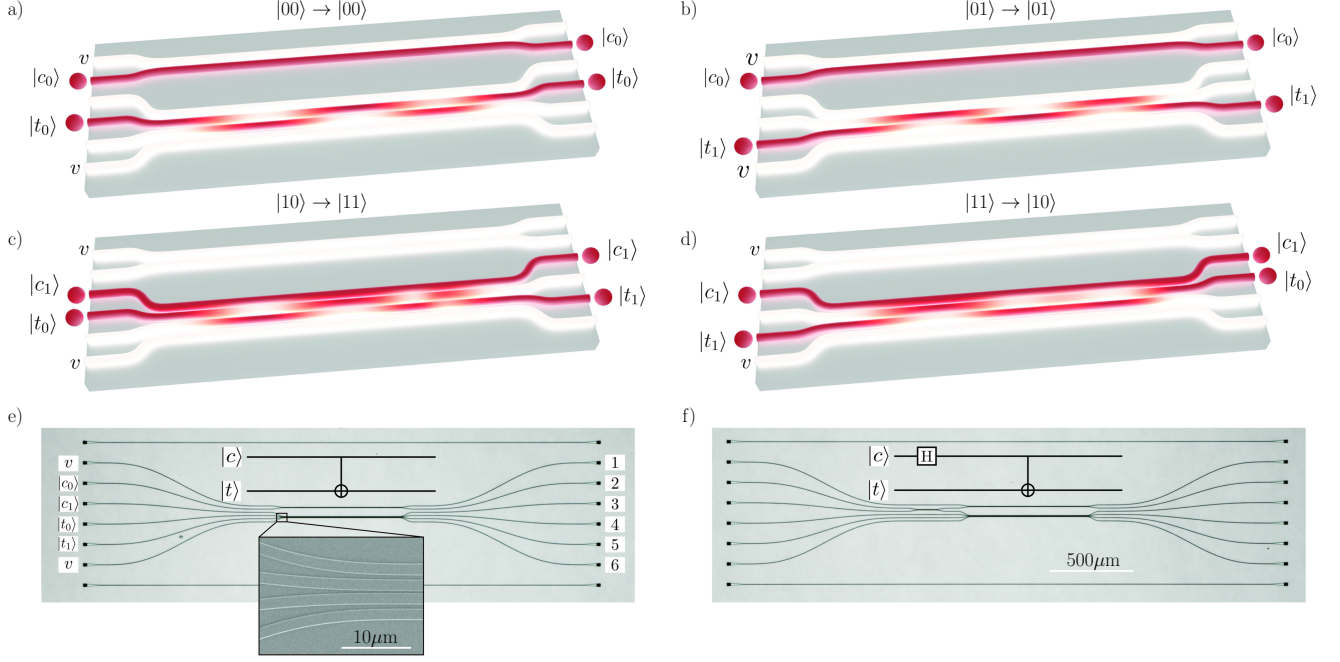 a)
|00⟩ → |00⟩
v
|c₀⟩
|c₀⟩
|t₀⟩
|t₀⟩
v
b)
|01⟩ → |01⟩
v
|c₀⟩
|c₀⟩
|t₁⟩
|t₁⟩
v
c)
|10⟩ → |11⟩
v
|c₁⟩
|c₁⟩
|t₀⟩
|t₁⟩
v
d)
|11⟩ → |10⟩
v
|c₁⟩
|c₁⟩
|t₀⟩
|t₁⟩
v
e)
|c⟩
|t⟩
v
|c₀⟩
|c₁⟩
|t₀⟩
|t₁⟩
v
1
2
3
4
5
6
10μm
f)
|c⟩
H
|t⟩
500μm